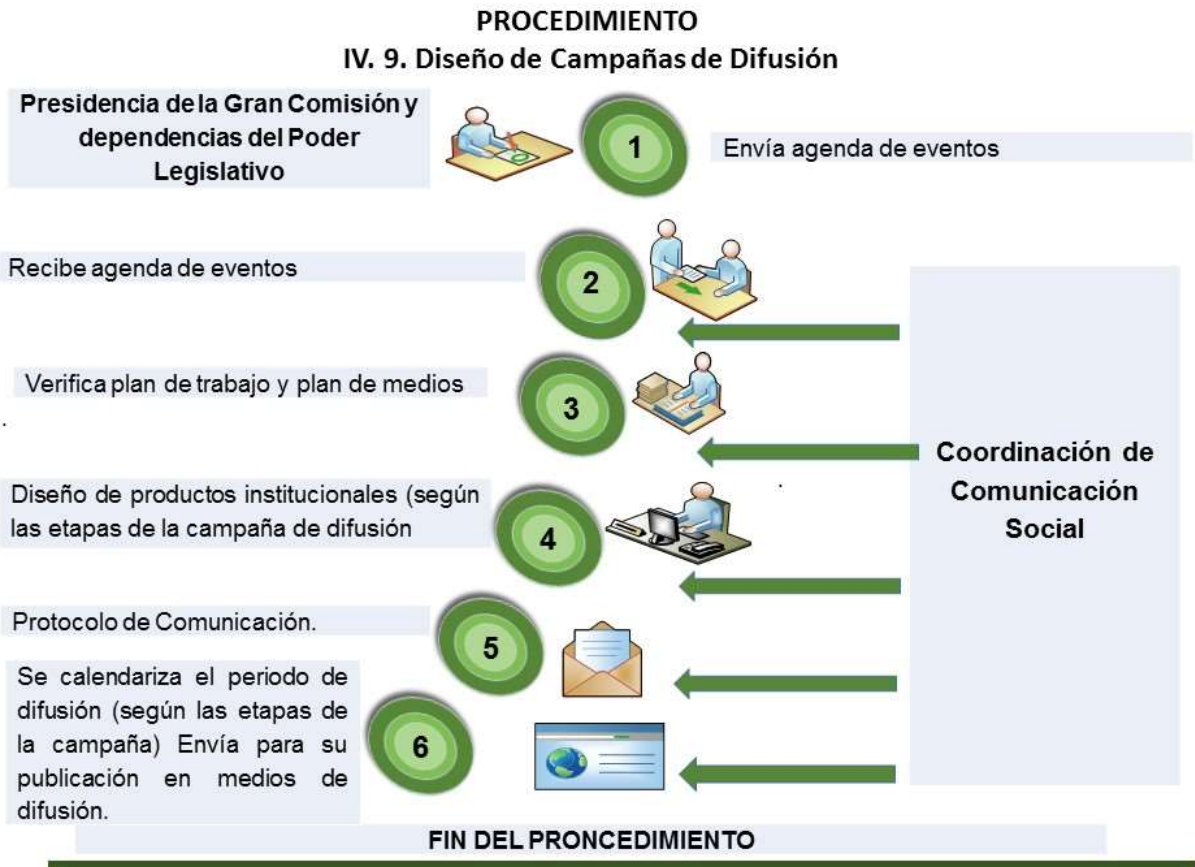 PROCEDIMIENTO
IV. 9. Diseño de Campañas de Difusión
Presidencia de la Gran Comisión y
dependencias del Poder
Legislativo
1
Envía agenda de eventos
Recibe agenda de eventos
2
Verifica plan de trabajo y plan de medios
.
3
Diseño de productos institucionales (según
las etapas de la campaña de difusión
4
.
Coordinación de
Comunicación
Social
Protocolo de Comunicación.
5
Se calendariza el periodo de
difusión (según las etapas de
la campaña) Envía para su
publicación en medios de
difusión.
6
FIN DEL PRONCEDIMIENTO